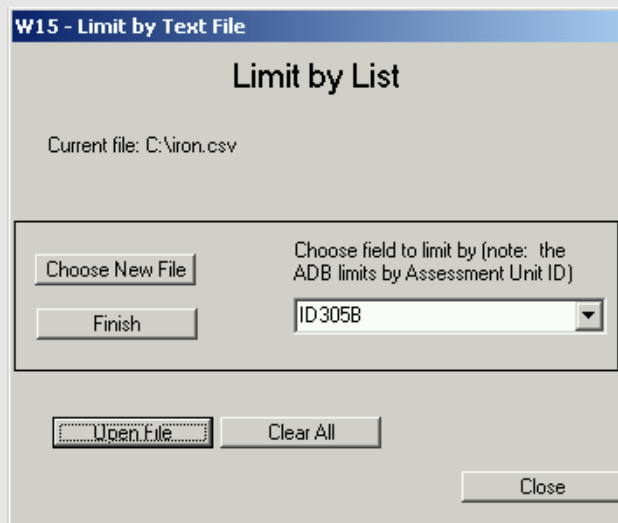 W15 - Limit by Text File
Limit by List
Current file: C:\iron.csv
Choose New File
Choose field to limit by (note: the
ADB limits by Assessment Unit ID)
Finish
ID305B
Open File
Clear All
Close